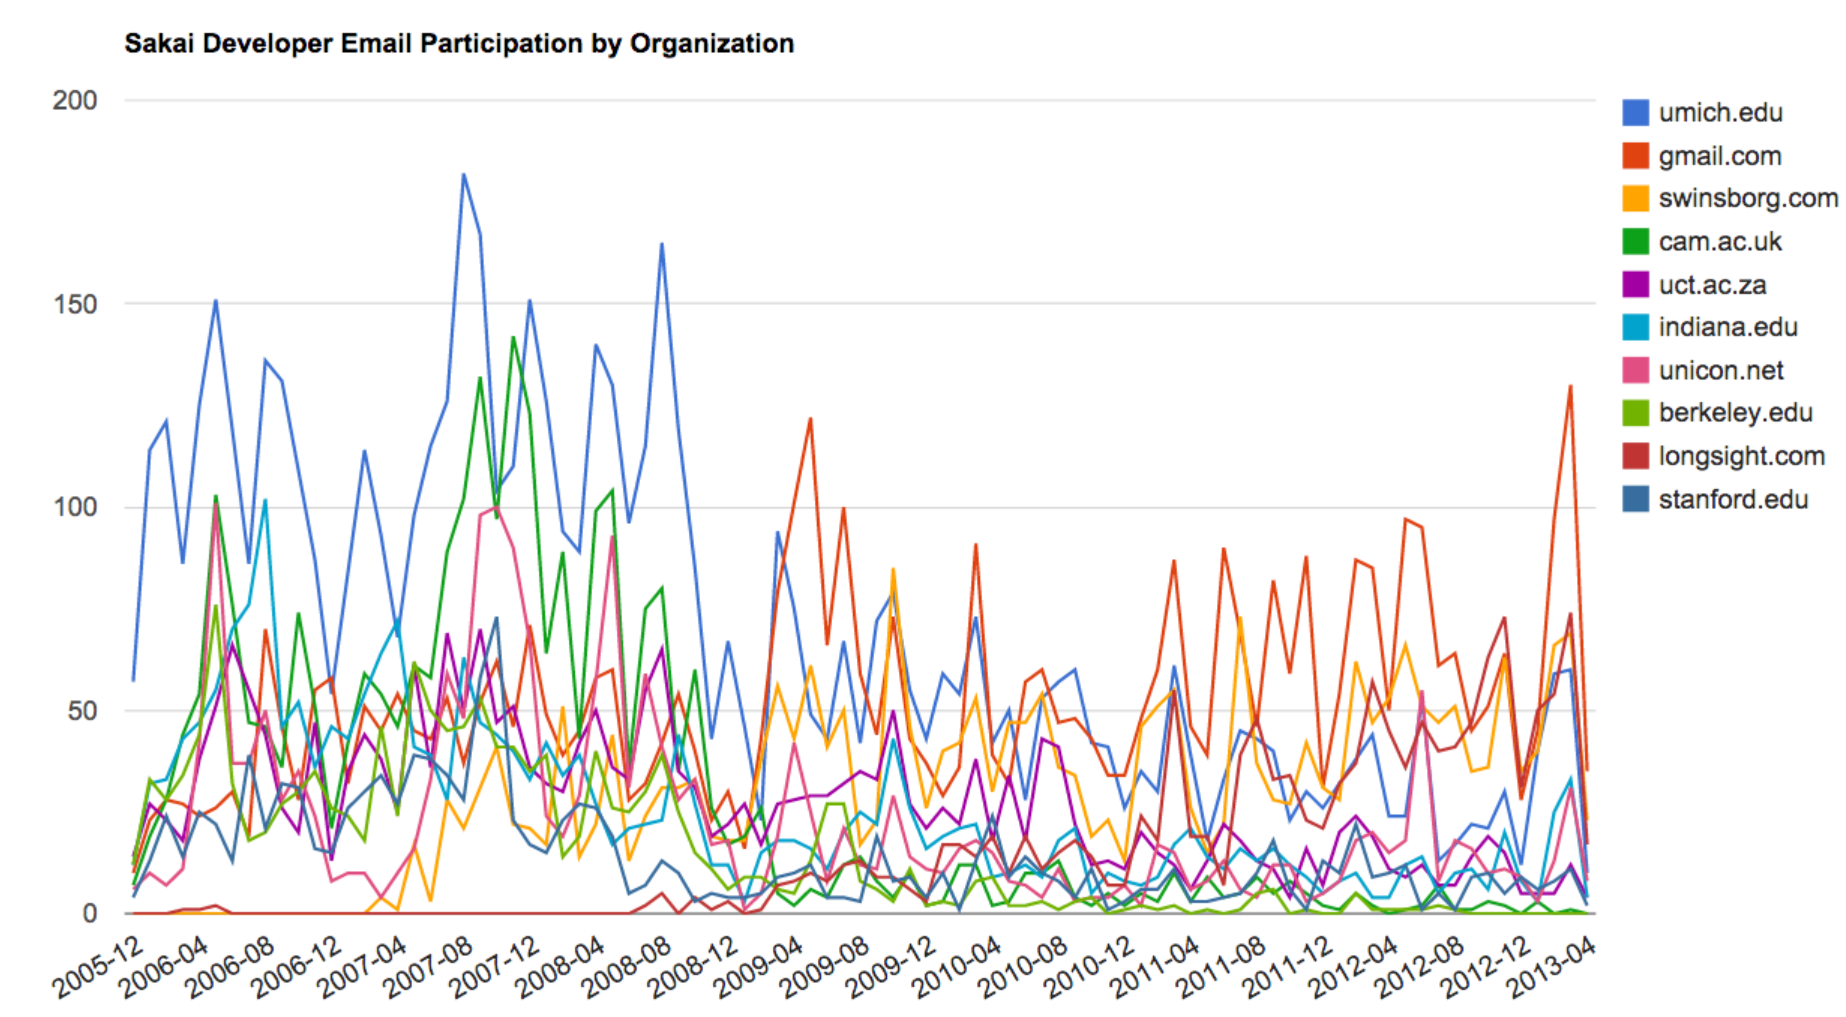 Sakai Developer Email Participation by Organization
200
150
100
50
0
umich.edu
gmail.com
swinsborg.com
cam.ac.uk
uct.ac.za
indiana.edu
unicon.net
berkeley.edu
longsight.com
stanford.edu
2005-12
2006-04
2006-08
2006-12
2007-04
2007-08
2007-12
2008-04
2008-08
2008-12
2009-04
2009-08
2009-12
2010-04
2010-08
2010-12
2011-04
2011-08
2011-12
2012-04
2012-08
2012-12
2013-04